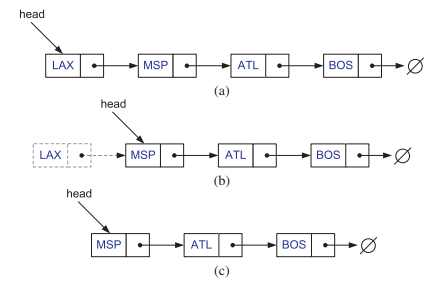 head
LAX MSP ATL BOS ∅
(a)
head
LAX MSP ATL BOS ∅
(b)
head
MSP ATL BOS ∅
(c)